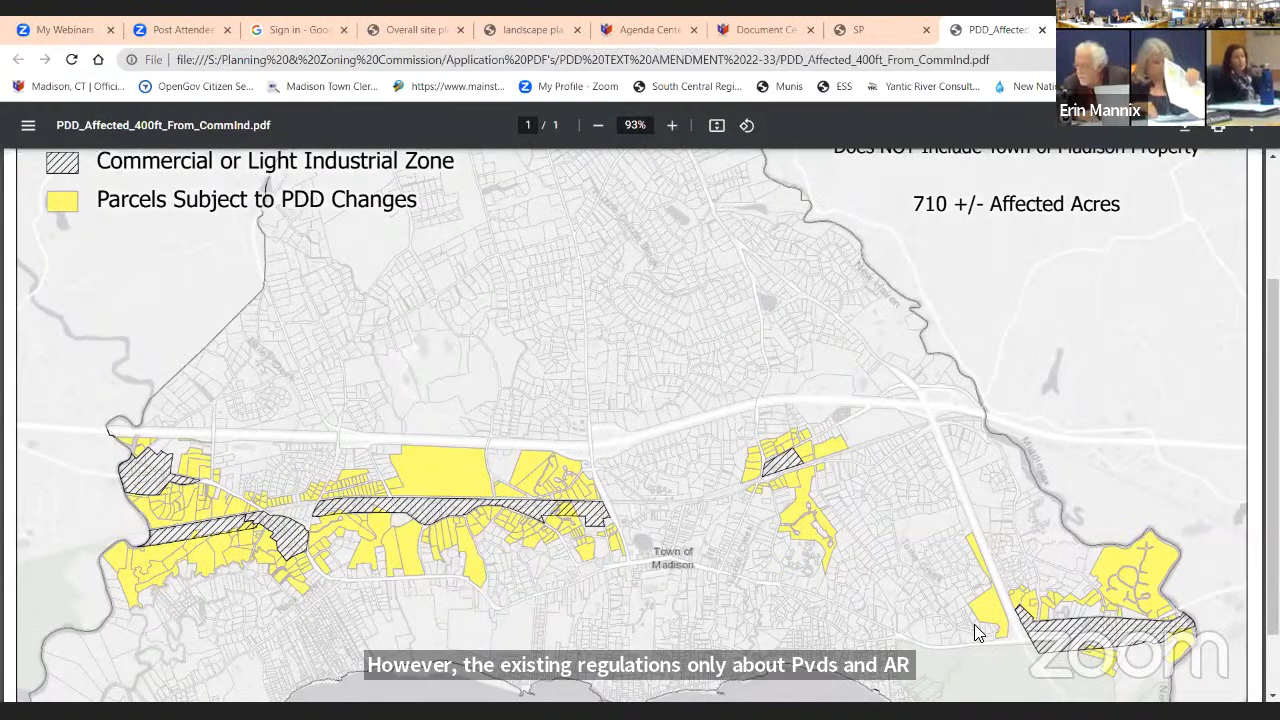 My Webinars
Post Attendee
Sign in - Goo
Overall site pl
landscape pla
Agenda Cente
Document Ce
SP
PDD_Affected
File
file:///S:/Planning%20&%20Zoning%20Commission/Application%20PDF's/PDD%20TEXT%20AMENDMENT%202022-33/PDD_Affected_400ft_From_CommInd.pdf
Madison, CT | Offici...
OpenGov Citizen Se...
Madison Town Cler...
https://www.mainst...
My Profile - Zoom
South Central Regi...
Munis
ESS
Yantic River Consult...
New
Erin Mannix
PDD_Affected_400ft_From_CommInd.pdf
1 / 1
93%
Does NOT Include Town of Madison Property
Commercial or Light Industrial Zone
Parcels Subject to PDD Changes
710 +/- Affected Acres
Town of
Madison
However, the existing regulations only about Pvds and AR
zoom